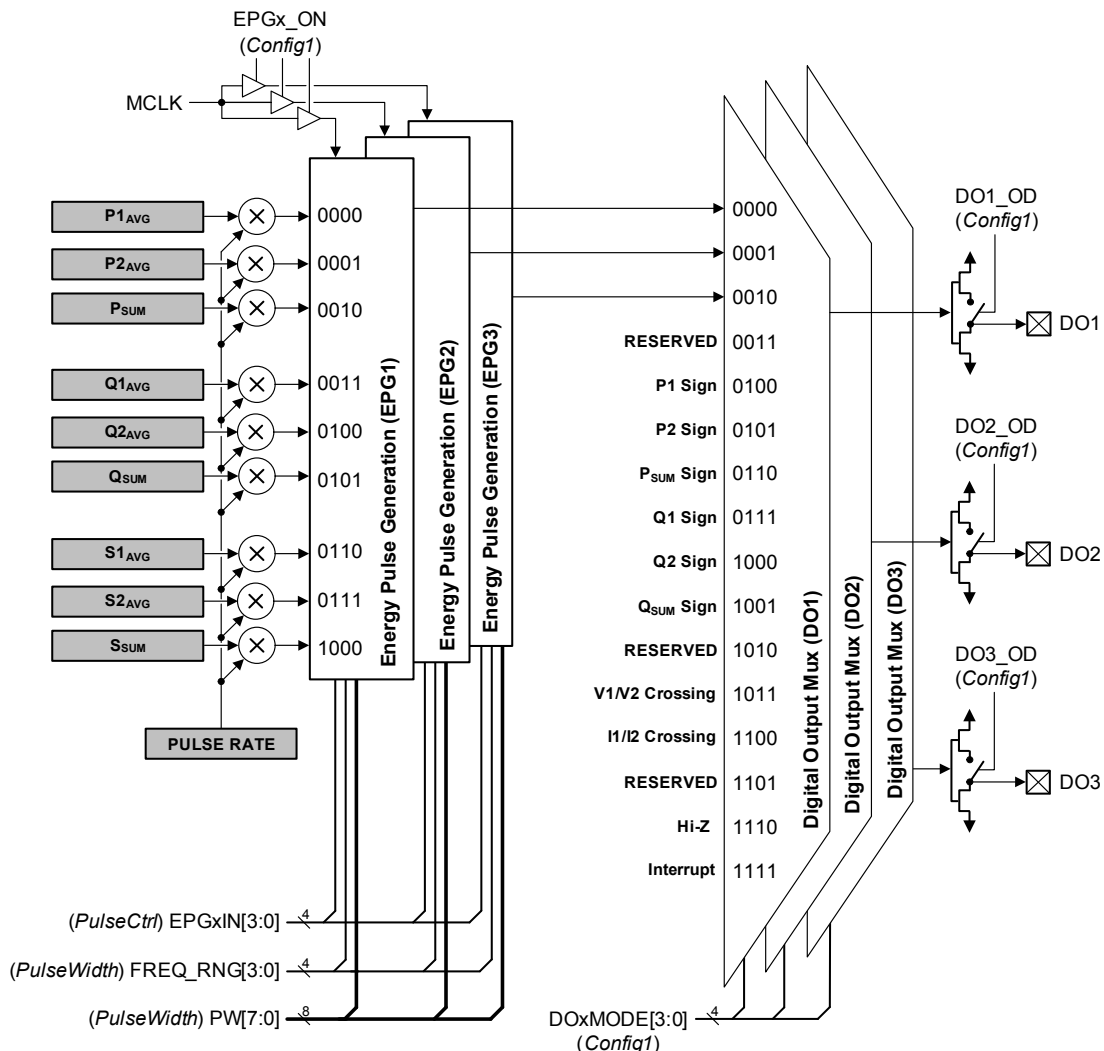 EPGx_ON
(Config1)
MCLK
P1AVG
P2AVG
PSUM
Q1AVG
Q2AVG
QSUM
S1AVG
S2AVG
SSUM
PULSE RATE
0000
0001
0010
0011
0100
0101
0110
0111
1000
Energy Pulse Generation (EPG1)
Energy Pulse Generation (EPG2)
Energy Pulse Generation (EPG3)
0000
0001
0010
RESERVED 0011
P1 Sign 0100
P2 Sign 0101
PSUM Sign 0110
Q1 Sign 0111
Q2 Sign 1000
QSUM Sign 1001
RESERVED 1010
V1/V2 Crossing 1011
I1/I2 Crossing 1100
RESERVED 1101
Hi-Z 1110
Interrupt 1111
Digital Output Mux (DO1)
Digital Output Mux (DO2)
Digital Output Mux (DO3)
DO1_OD
(Config1)
DO1
DO2_OD
(Config1)
DO2
DO3_OD
(Config1)
DO3
(PulseCtrl) EPGxIN[3:0] 4
(PulseWidth) FREQ_RNG[3:0] 4
(PulseWidth) PW[7:0] 8
DOxMODE[3:0] 4
(Config1)